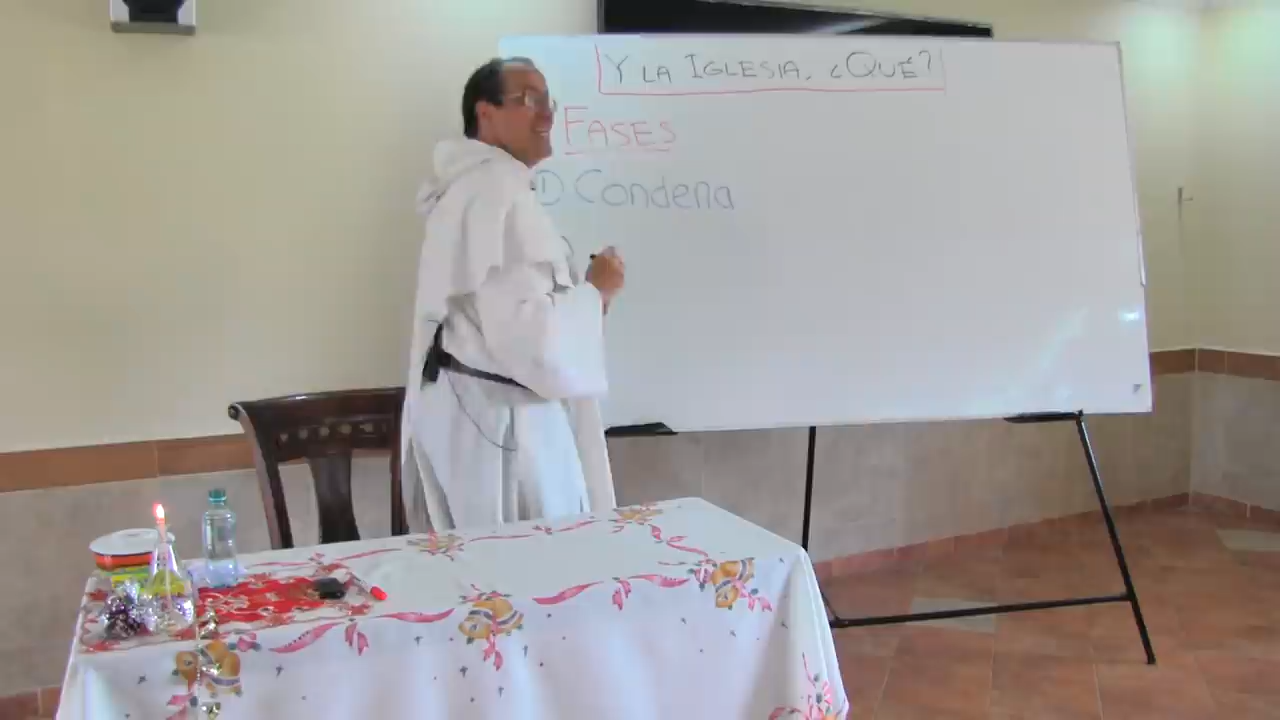 Y LA IGLESIA, ¿QUÉ?
FASES
1) Condena